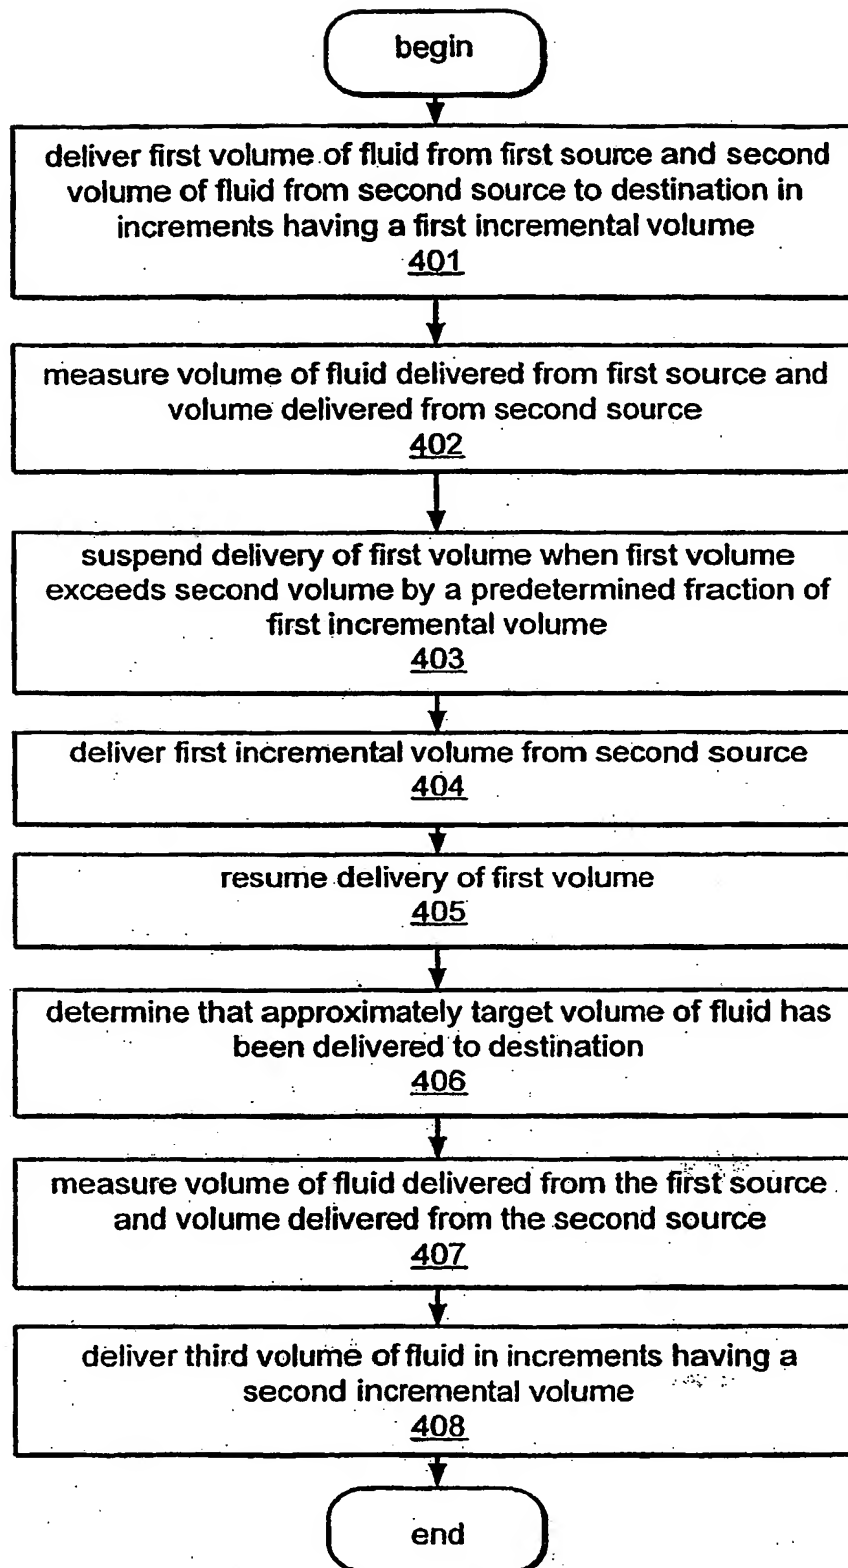 begin
deliver first volume of fluid from first source and second
volume of fluid from second source to destination in
increments having a first incremental volume
401
measure volume of fluid delivered from first source and
volume delivered from second source
402
suspend delivery of first volume when first volume
exceeds second volume by a predetermined fraction of
first incremental volume
403
deliver first incremental volume from second source
404
resume delivery of first volume
405
determine that approximately target volume of fluid has
been delivered to destination
406
measure volume of fluid delivered from the first source
and volume delivered from the second source
407
deliver third volume of fluid in increments having a
second incremental volume
408
end